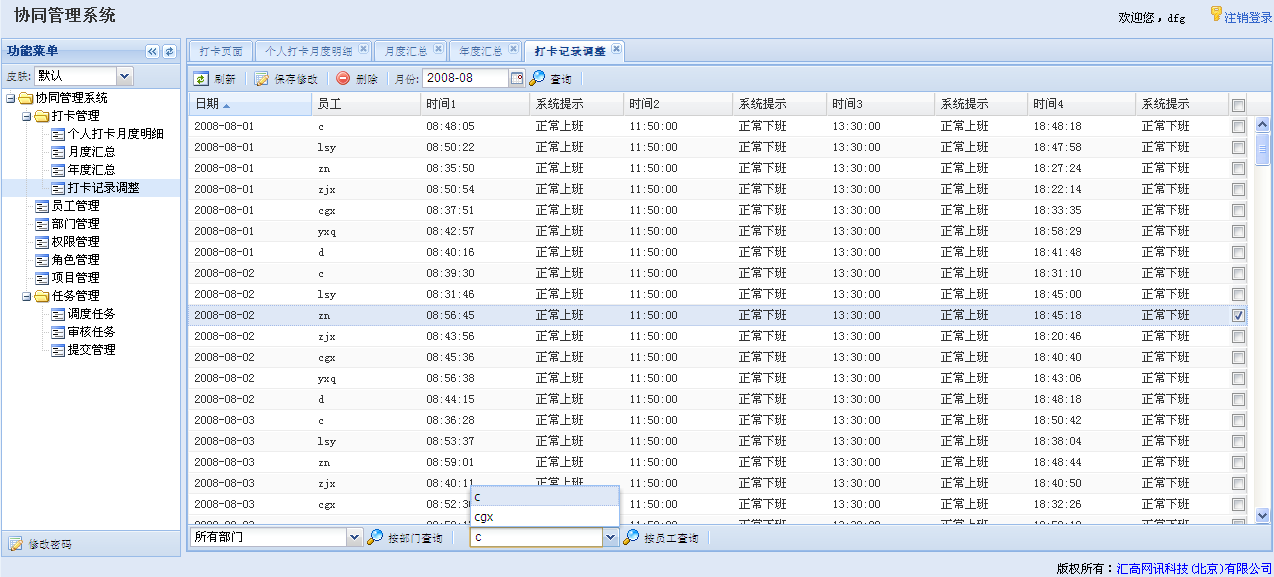 协同管理系统
欢迎您，dfg 注销登录
功能菜单
皮肤: 默认
协同管理系统
打卡管理
个人打卡月度明细
月度汇总
年度汇总
打卡记录调整
员工管理
部门管理
权限管理
角色管理
项目管理
任务管理
调度任务
审核任务
提交管理
修改密码
打卡页面 个人打卡月度明细 月度汇总 年度汇总 打卡记录调整
刷新 保存修改 删除 月份: 2008-08 查询
日期 员工 时间1 系统提示 时间2 系统提示 时间3 系统提示 时间4 系统提示
2008-08-01 c 08:48:05 正常上班 11:50:00 正常下班 13:30:00 正常上班 18:48:18 正常下班
2008-08-01 lsy 08:50:22 正常上班 11:50:00 正常下班 13:30:00 正常上班 18:47:58 正常下班
2008-08-01 zn 08:35:50 正常上班 11:50:00 正常下班 13:30:00 正常上班 18:27:24 正常下班
2008-08-01 zjx 08:50:54 正常上班 11:50:00 正常下班 13:30:00 正常上班 18:22:14 正常下班
2008-08-01 cgx 08:37:51 正常上班 11:50:00 正常下班 13:30:00 正常上班 18:33:35 正常下班
2008-08-01 yxq 08:42:57 正常上班 11:50:00 正常下班 13:30:00 正常上班 18:58:29 正常下班
2008-08-01 d 08:40:16 正常上班 11:50:00 正常下班 13:30:00 正常上班 18:41:48 正常下班
2008-08-02 c 08:39:30 正常上班 11:50:00 正常下班 13:30:00 正常上班 18:31:10 正常下班
2008-08-02 lsy 08:31:46 正常上班 11:50:00 正常下班 13:30:00 正常上班 18:45:00 正常下班
2008-08-02 zn 08:56:45 正常上班 11:50:00 正常下班 13:30:00 正常上班 18:45:18 正常下班
2008-08-02 zjx 08:43:56 正常上班 11:50:00 正常下班 13:30:00 正常上班 18:20:46 正常下班
2008-08-02 cgx 08:45:36 正常上班 11:50:00 正常下班 13:30:00 正常上班 18:40:40 正常下班
2008-08-02 yxq 08:56:38 正常上班 11:50:00 正常下班 13:30:00 正常上班 18:43:06 正常下班
2008-08-02 d 08:44:15 正常上班 11:50:00 正常下班 13:30:00 正常上班 18:48:18 正常下班
2008-08-03 c 08:36:28 正常上班 11:50:00 正常下班 13:30:00 正常上班 18:50:42 正常下班
2008-08-03 lsy 08:53:37 正常上班 11:50:00 正常下班 13:30:00 正常上班 18:38:04 正常下班
2008-08-03 zn 08:59:01 正常上班 11:50:00 正常下班 13:30:00 正常上班 18:48:44 正常下班
2008-08-03 zjx 08:40:11 正常上班 11:50:00 正常下班 13:30:00 正常上班 18:40:50 正常下班
2008-08-03 cgx 11:50:00 正常下班 13:30:00 正常上班 18:32:26 正常下班
c
cgx
所有部门 按部门查询 c 按员工查询
版权所有：汇高网讯科技(北京)有限公司